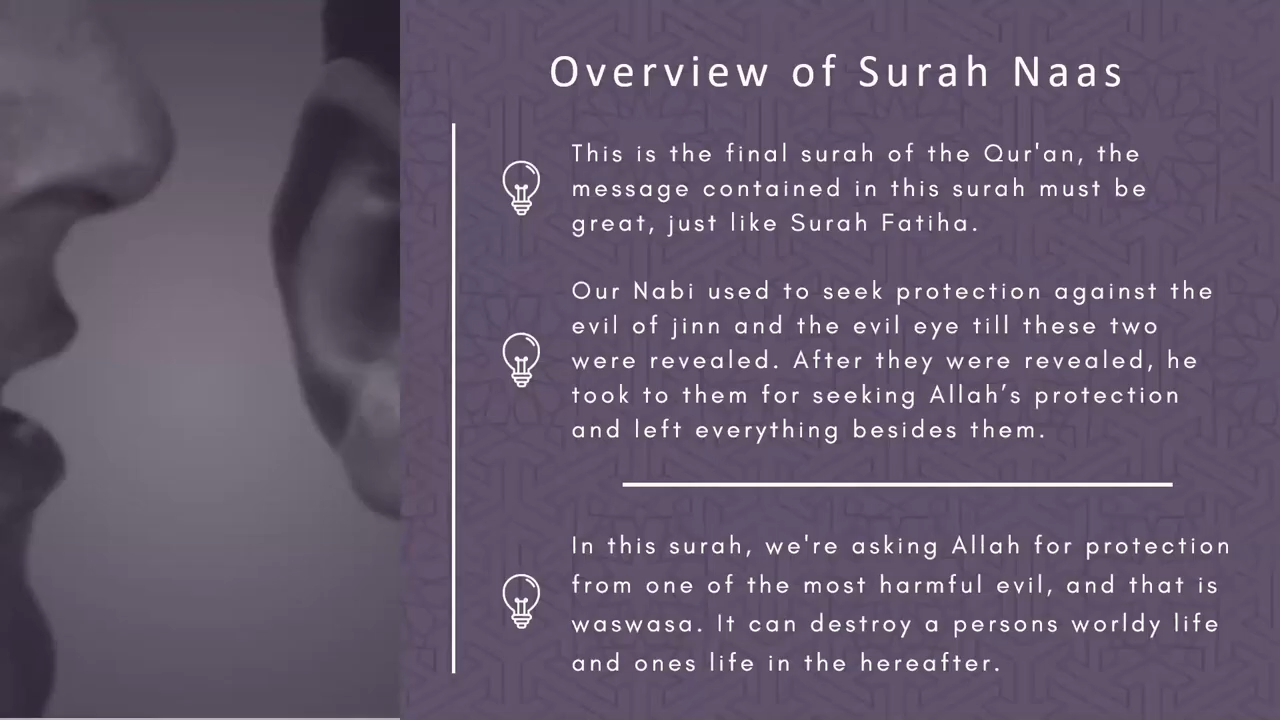 Overview of Surah Naas
This is the final surah of the Qur'an, the
message contained in this surah must be
great, just like Surah Fatiha.
Our Nabi used to seek protection against the
evil of jinn and the evil eye till these two
were revealed. After they were revealed, he
took to them for seeking Allah’s protection
and left everything besides them.
In this surah, we're asking Allah for protection
from one of the most harmful evil, and that is
waswasa. It can destroy a persons worldy life
and ones life in the hereafter.